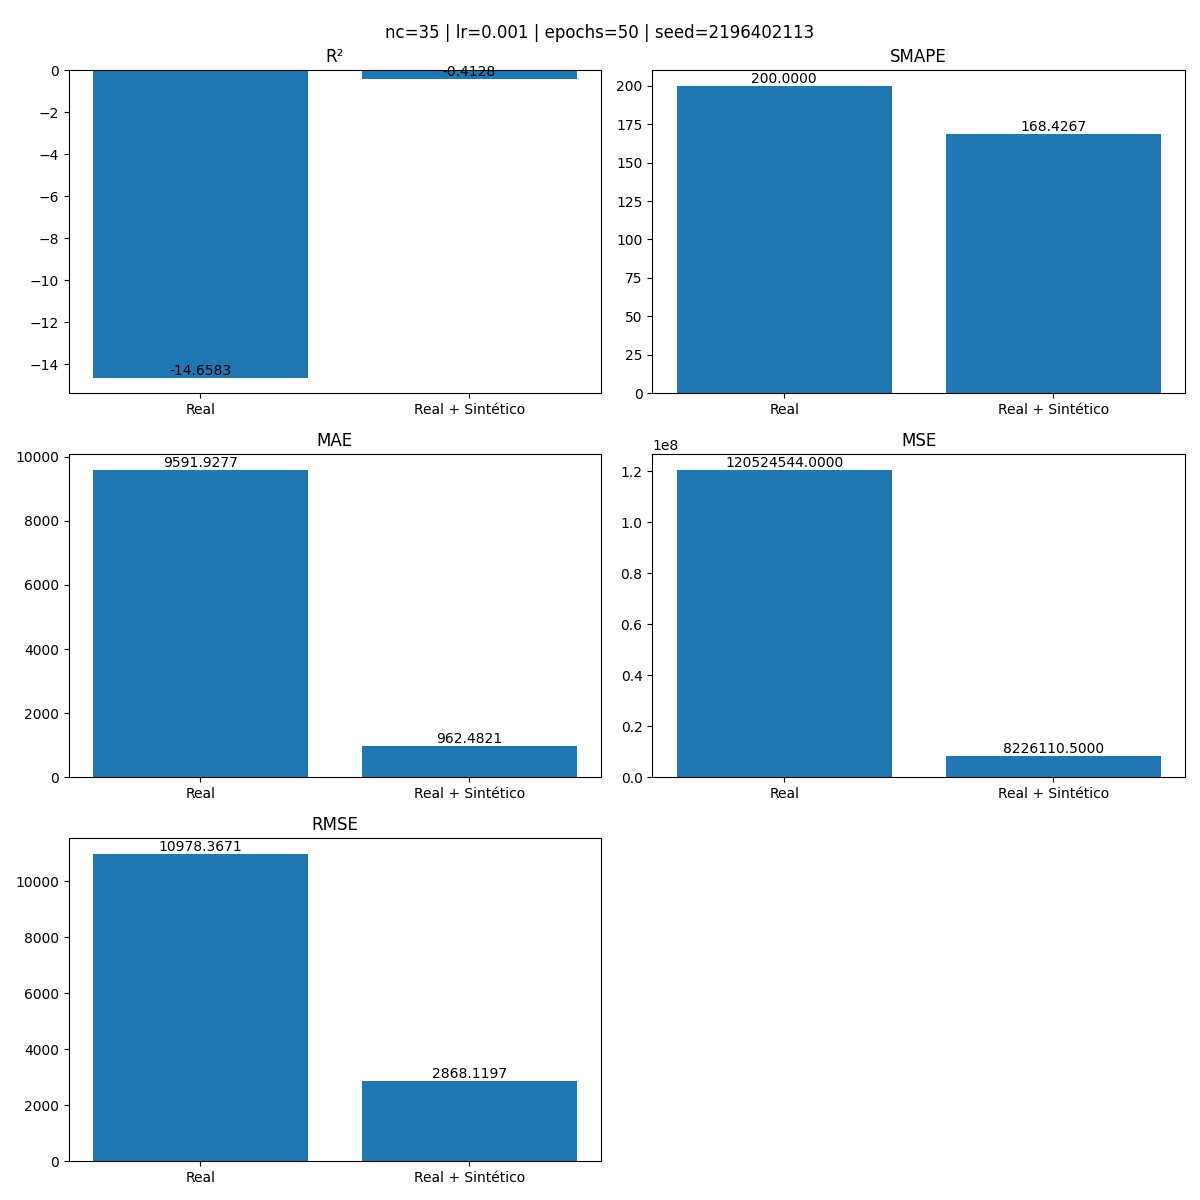 nc=35 | lr=0.001 | epochs=50 | seed=2196402113
R²
0
−2
−4
−6
−8
−10
−12
−14
-14.6583
-0.4128
Real
Real + Sintético
SMAPE
200
175
150
125
100
75
50
25
0
200.0000
168.4267
Real
Real + Sintético
MAE
10000
8000
6000
4000
2000
0
9591.9277
962.4821
Real
Real + Sintético
MSE
1e8
1.2
1.0
0.8
0.6
0.4
0.2
0.0
120524544.0000
8226110.5000
Real
Real + Sintético
RMSE
10000
8000
6000
4000
2000
0
10978.3671
2868.1197
Real
Real + Sintético